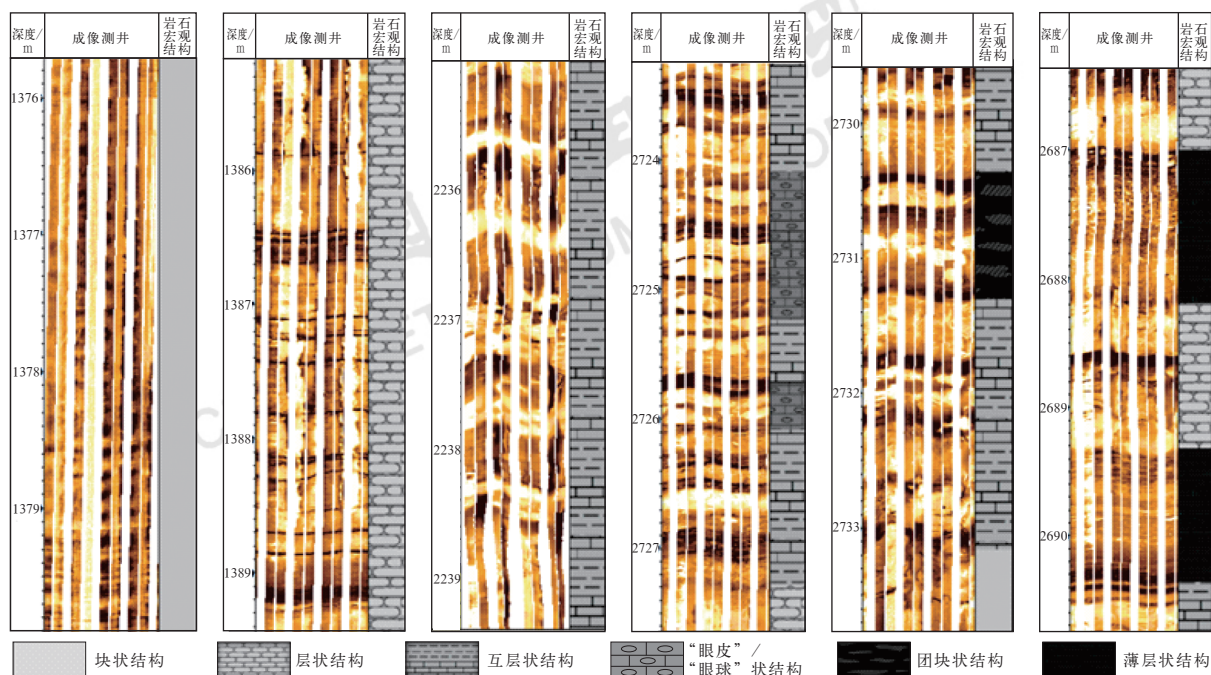 深度/
m
成像测井
岩石
宏观
结构
1376
1377
1378
1379
深度/
m
成像测井
岩石
宏观
结构
1386
1387
1388
1389
深度/
m
成像测井
岩石
宏观
结构
2236
2237
2238
2239
深度/
m
成像测井
岩石
宏观
结构
2724
2725
2726
2727
深度/
m
成像测井
岩石
宏观
结构
2730
2731
2732
2733
深度/
m
成像测井
岩石
宏观
结构
2687
2688
2689
2690
块状结构
层状结构
互层状结构
“眼皮” /
“眼球”状结构
团块状结构
薄层状结构